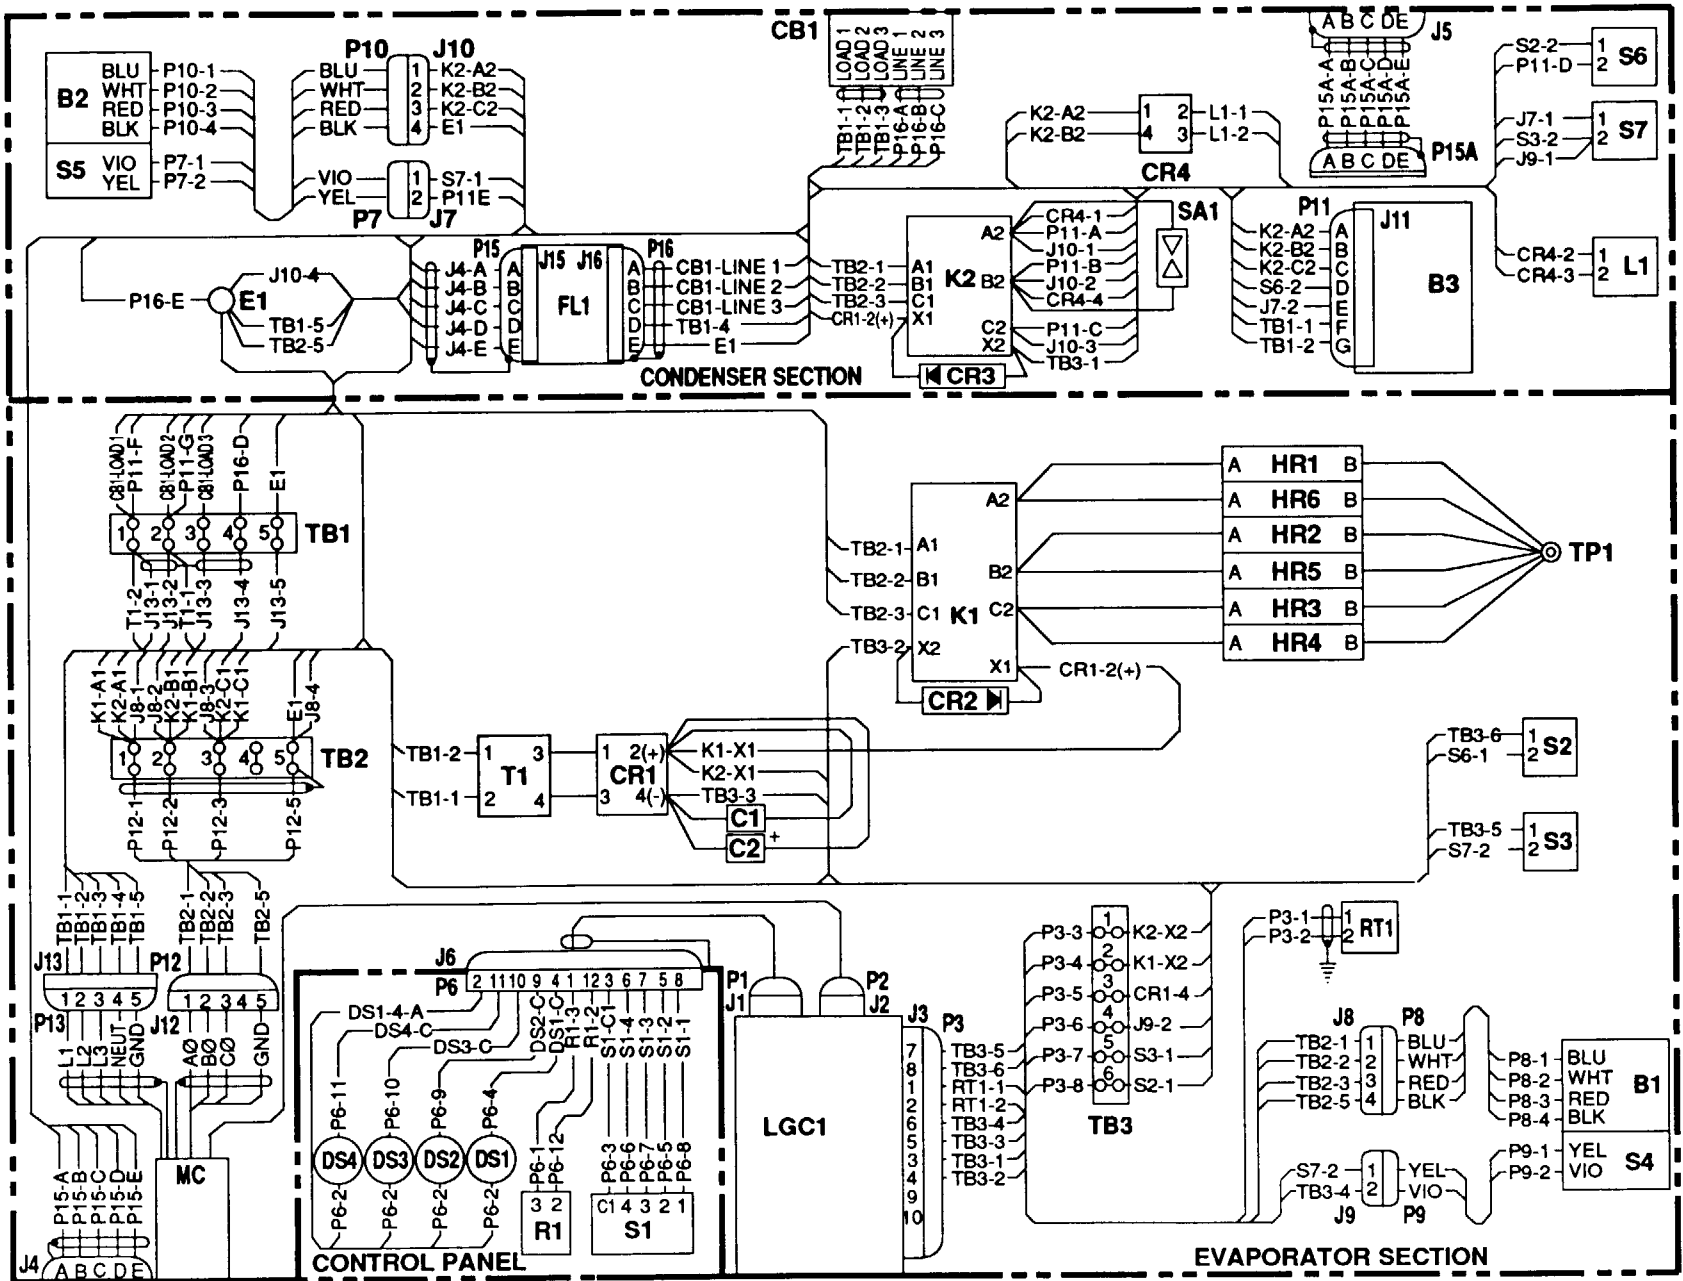 CONDENSER SECTION
B2
BLU P10-1
WHT P10-2
RED P10-3
BLK P10-4
S5
VIO P7-1
YEL P7-2
P10 J10
BLU 1 K2-A2
WHT 2 K2-B2
RED 3 K2-C2
BLK 4 E1
VIO 1 S7-1
YEL 2 P11E
P7 J7
CB1
LOAD 1
LOAD 2
LOAD 3
LINE 1
LINE 2
LINE 3
TB1-1
TB1-2
TB1-3
P16-A
P16-B
P16-C
K2-A2 1 2 L1-1
K2-B2 4 3 L1-2
CR4
A B C D E J5
P15A-A
P15A-B
P15A-C
P15A-D
P15A-E
A B C D E P15A
S2-2 1 S6
P11-D 2
J7-1 1 S7
S3-2 2
J9-1
CR4-2 1 L1
CR4-3 2
P16-E E1
J10-4
TB1-5
TB2-5
P15 J15 J16 P16
FL1
J4-A A A CB1-LINE 1
J4-B B B CB1-LINE 2
J4-C C C CB1-LINE 3
J4-D D D TB1-4
J4-E E E E1
K2
TB2-1 A1
TB2-2 B1
TB2-3 C1
CR1-2(+) X1
A2 CR4-1
P11-A
J10-1
B2 P11-B
J10-2
CR4-4
C2 P11-C
J10-3
X2 TB3-1
CR3
SA1
P11 J11 B3
K2-A2 A
K2-B2 B
K2-C2 C
S6-2 D
J7-2 E
TB1-1 F
TB1-2 G
CB1-LOAD1
P11-F
CB1-LOAD2
P11-G
CB1-LOAD3
P16-D
E1
1 2 3 4 5 TB1
T1-2
J13-1
J13-2
T1-1
J13-3
J13-4
J13-5
K1-A1
K2-A1
J8-1
J8-2
K2-B1
K1-B1
J8-3
K2-C1
K1-C1
E1
J8-4
1 2 3 4 5 TB2
P12-1
P12-2
P12-3
P12-5
K1
TB2-1 A1
TB2-2 B1
TB2-3 C1
TB3-2 X2
A2
B2
C2
X1 CR1-2(+)
CR2
A HR1 B
A HR6 B
A HR2 B
A HR5 B
A HR3 B
A HR4 B
TP1
TB1-2 1 3
TB1-1 2 4
T1
1 2(+) K1-X1
CR1 K2-X1
3 4(-) TB3-3
C1
C2 +
TB3-6 1 S2
S6-1 2
TB3-5 1 S3
S7-2 2
TB1-1
TB1-2
TB1-3
TB1-4
TB1-5
J13
1 2 3 4 5
P13
L1
L2
L3
NEUT
GND
TB2-1
TB2-2
TB2-3
TB2-5
P12
1 2 3 4 5
J12
AØ
BØ
CØ
GND
P15-A
P15-B
P15-C
P15-D
P15-E
J4 A B C D E
MC
CONTROL PANEL
J6
P6 2 11 10 9 4 1 12 3 6 7 5 8
DS1-4-A
DS4-C
DS3-C
DS2-C
DS1-C
R1-3
R1-2
S1-C1
S1-4
S1-3
S1-2
S1-1
P6-11
P6-10
P6-9
P6-4
DS4 DS3 DS2 DS1
P6-2
P6-2
P6-2
P6-2
P6-1
P6-12
3 2
R1
P6-3
P6-6
P6-7
P6-5
P6-8
C1 4 3 2 1
S1
P1 P2
J1 J2
LGC1
J3 P3
7 TB3-5
8 TB3-6
1 RT1-1
2 RT1-2
6 TB3-4
5 TB3-3
3 TB3-1
4 TB3-2
9
10
P3-3 1 K2-X2
P3-4 2 K1-X2
P3-5 3 CR1-4
P3-6 4 J9-2
P3-7 5 S3-1
P3-8 6 S2-1
TB3
P3-1 1 RT1
P3-2 2
J8 P8
TB2-1 1 BLU
TB2-2 2 WHT
TB2-3 3 RED
TB2-5 4 BLK
P8-1 BLU
P8-2 WHT
P8-3 RED
P8-4 BLK
B1
S7-2 1 YEL
TB3-4 2 VIO
J9 P9
P9-1 YEL
P9-2 VIO
S4
EVAPORATOR SECTION